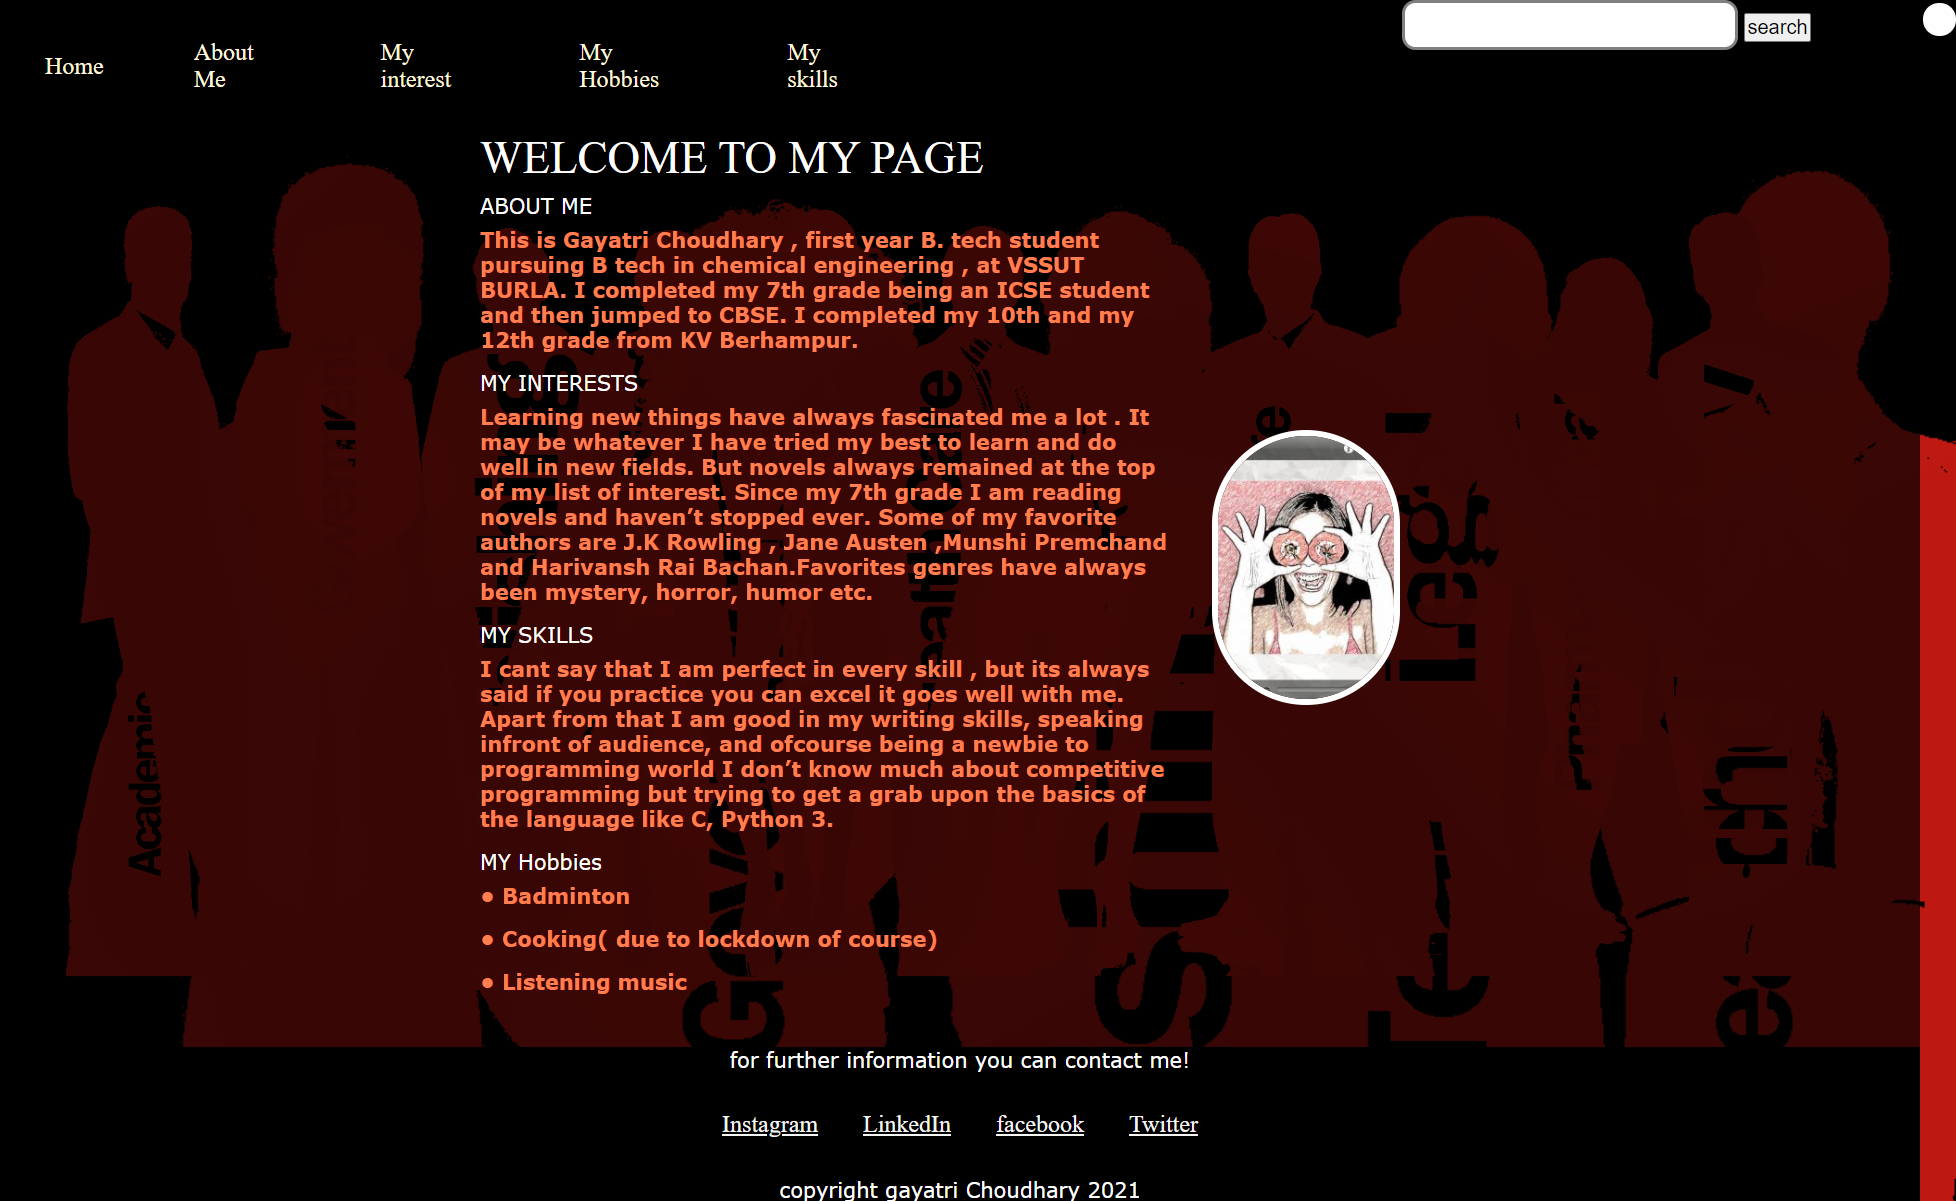 Home
About
Me
My
interest
My
Hobbies
My
skills
search
WELCOME TO MY PAGE
ABOUT ME
This is Gayatri Choudhary , first year B. tech student
pursuing B tech in chemical engineering , at VSSUT
BURLA. I completed my 7th grade being an ICSE student
and then jumped to CBSE. I completed my 10th and my
12th grade from KV Berhampur.
MY INTERESTS
Learning new things have always fascinated me a lot . It
may be whatever I have tried my best to learn and do
well in new fields. But novels always remained at the top
of my list of interest. Since my 7th grade I am reading
novels and haven’t stopped ever. Some of my favorite
authors are J.K Rowling , Jane Austen ,Munshi Premchand
and Harivansh Rai Bachan.Favorites genres have always
been mystery, horror, humor etc.
MY SKILLS
I cant say that I am perfect in every skill , but its always
said if you practice you can excel it goes well with me.
Apart from that I am good in my writing skills, speaking
infront of audience, and ofcourse being a newbie to
programming world I don’t know much about competitive
programming but trying to get a grab upon the basics of
the language like C, Python 3.
MY Hobbies
● Badminton
● Cooking( due to lockdown of course)
● Listening music
Academic
Government
for further information you can contact me!
Instagram LinkedIn facebook Twitter
copyright gayatri Choudhary 2021